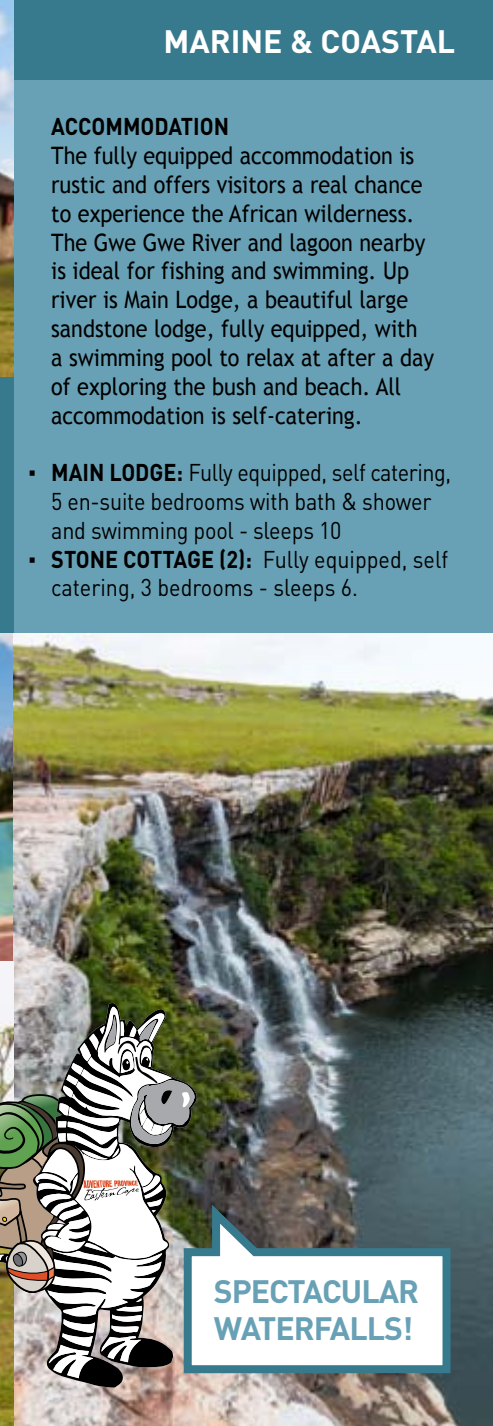 MARINE & COASTAL
ACCOMMODATION
The fully equipped accommodation is
rustic and offers visitors a real chance
to experience the African wilderness.
The Gwe Gwe River and lagoon nearby
is ideal for fishing and swimming. Up
river is Main Lodge, a beautiful large
sandstone lodge, fully equipped, with
a swimming pool to relax at after a day
of exploring the bush and beach. All
accommodation is self-catering.
▪ MAIN LODGE: Fully equipped, self catering,
5 en-suite bedrooms with bath & shower
and swimming pool - sleeps 10
▪ STONE COTTAGE (2): Fully equipped, self
catering, 3 bedrooms - sleeps 6.
ADVENTURE PROVINCE
Eastern Cape
SPECTACULAR
WATERFALLS!